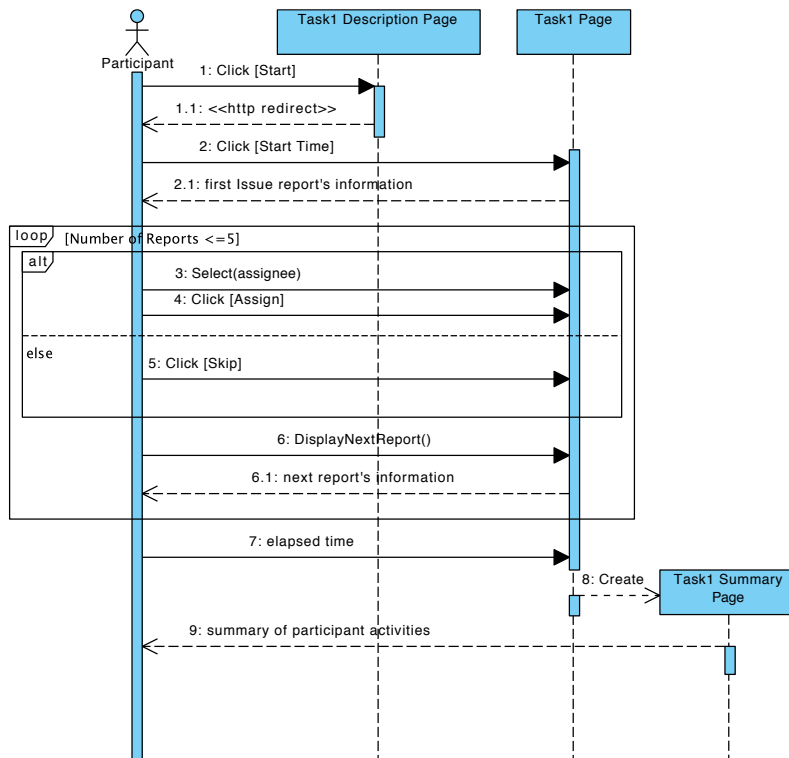 Task1 Description Page
Task1 Page
Participant
1: Click [Start]
1.1: <<http redirect>>
2: Click [Start Time]
2.1: first Issue report's information
loop
[Number of Reports <=5]
alt
3: Select(assignee)
4: Click [Assign]
else
5: Click [Skip]
6: DisplayNextReport()
6.1: next report's information
7: elapsed time
8: Create
Task1 Summary
Page
9: summary of participant activities